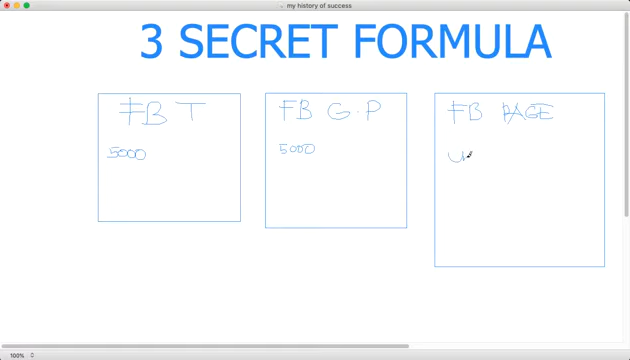 my history of success
3 SECRET FORMULA
FB T
5000
FB G.P
5000
FB PAGE
100%